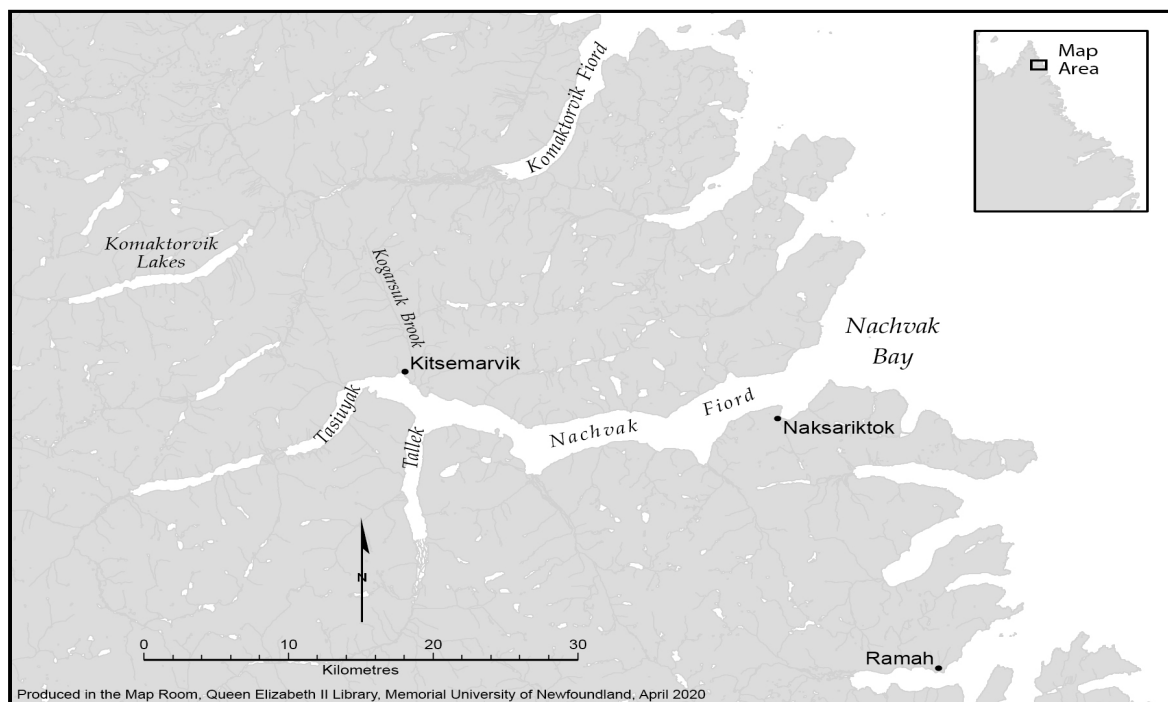 Komaktorvik Fiord
Map
Area
Komaktorvik
Lakes
Kogarsuk Brook
Nachvak
Bay
Kitsemarvik
Tasiuyak
Tallek
Nachvak Fiord
Naksariktok
N
0 10 20 30
Kilometres
Ramah
Produced in the Map Room, Queen Elizabeth II Library, Memorial University of Newfoundland, April 2020